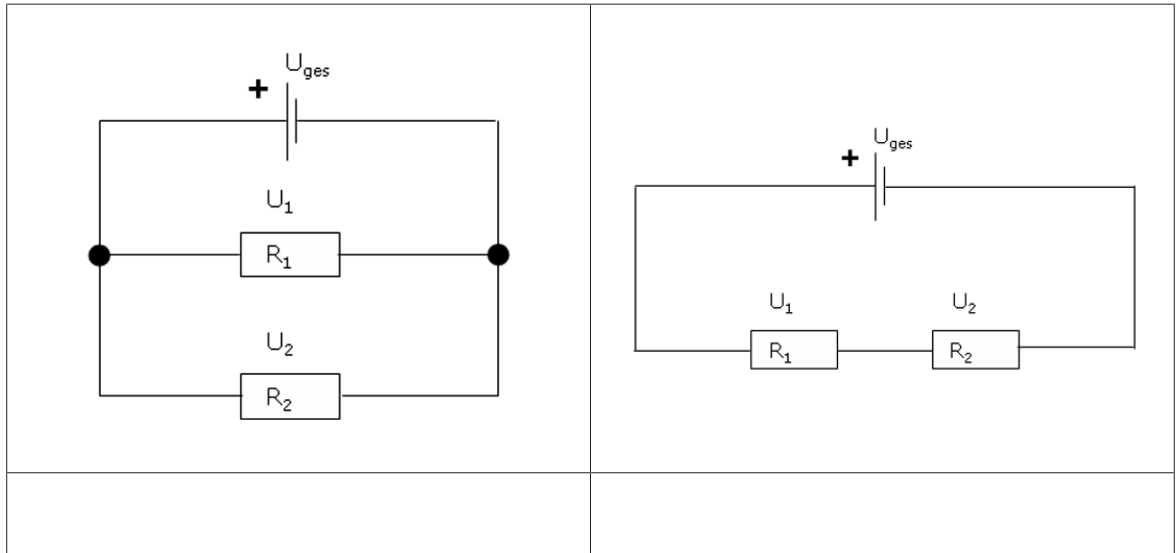 + U_ges
U_1
R_1
U_2
R_2
+ U_ges
U_1 U_2
R_1 R_2